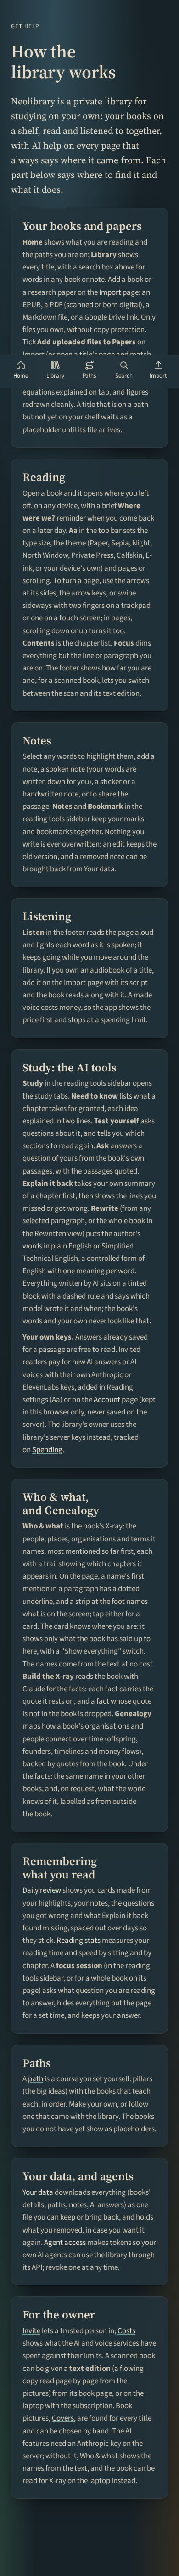 GET HELP
How the
library works
Neolibrary is a private library for
studying on your own: your books on
a shelf, read and listened to together,
with AI help on every page that
always says where it came from. Each
part below says where to find it and
what it does.
Your books and papers
Home shows what you are reading and
the paths you are on; Library shows
every title, with a search box above for
words in any book or note. Add a book or
a research paper on the Import page: an
EPUB, a PDF (scanned or born digital), a
Markdown file, or a Google Drive link. Only
files you own, without copy protection.
Tick Add uploaded files to Papers on
Home
Library
Paths
Search
Import
equations explained on tap, and figures
redrawn cleanly. A title that is on a path
but not yet on your shelf waits as a
placeholder until its file arrives.
Reading
Open a book and it opens where you left
off, on any device, with a brief Where
were we? reminder when you come back
on a later day. Aa in the top bar sets the
type size, the theme (Paper, Sepia, Night,
North Window, Private Press, Calfskin, E-
ink, or your device's own) and pages or
scrolling. To turn a page, use the arrows
at its sides, the arrow keys, or swipe
sideways with two fingers on a trackpad
or one on a touch screen; in pages,
scrolling down or up turns it too.
Contents is the chapter list. Focus dims
everything but the line or paragraph you
are on. The footer shows how far you are
and, for a scanned book, lets you switch
between the scan and its text edition.
Notes
Select any words to highlight them, add a
note, a spoken note (your words are
written down for you), a sticker or a
handwritten note, or to share the
passage. Notes and Bookmark in the
reading tools sidebar keep your marks
and bookmarks together. Nothing you
write is ever overwritten: an edit keeps the
old version, and a removed note can be
brought back from Your data.
Listening
Listen in the footer reads the page aloud
and lights each word as it is spoken; it
keeps going while you move around the
library. If you own an audiobook of a title,
add it on the Import page with its script
and the book reads along with it. A made
voice costs money, so the app shows the
price first and stops at a spending limit.
Study: the AI tools
Study in the reading tools sidebar opens
the study tabs. Need to know lists what a
chapter takes for granted, each idea
explained in two lines. Test yourself asks
questions about it, and tells you which
sections to read again. Ask answers a
question of yours from the book's own
passages, with the passages quoted.
Explain it back takes your own summary
of a chapter first, then shows the lines you
missed or got wrong. Rewrite (from any
selected paragraph, or the whole book in
the Rewritten view) puts the author's
words in plain English or Simplified
Technical English, a controlled form of
English with one meaning per word.
Everything written by AI sits on a tinted
block with a dashed rule and says which
model wrote it and when; the book's
words and your own never look like that.
Your own keys. Answers already saved
for a passage are free to read. Invited
readers pay for new AI answers or AI
voices with their own Anthropic or
ElevenLabs keys, added in Reading
settings (Aa) or on the Account page (kept
in this browser only, never saved on the
server). The library's owner uses the
library's server keys instead, tracked
on Spending.
Who & what,
and Genealogy
Who & what is the book's X-ray: the
people, places, organisations and terms it
names, most mentioned so far first, each
with a trail showing which chapters it
appears in. On the page, a name's first
mention in a paragraph has a dotted
underline, and a strip at the foot names
what is on the screen; tap either for a
card. The card knows where you are: it
shows only what the book has said up to
here, with a "Show everything" switch.
The names come from the text at no cost.
Build the X-ray reads the book with
Claude for the facts: each fact carries the
quote it rests on, and a fact whose quote
is not in the book is dropped. Genealogy
maps how a book's organisations and
people connect over time (offspring,
founders, timelines and money flows),
backed by quotes from the book. Under
the facts: the same name in your other
books, and, on request, what the world
knows of it, labelled as from outside
the book.
Remembering
what you read
Daily review shows you cards made from
your highlights, your notes, the questions
you got wrong and what Explain it back
found missing, spaced out over days so
they stick. Reading stats measures your
reading time and speed by sitting and by
chapter. A focus session (in the reading
tools sidebar, or for a whole book on its
page) asks what question you are reading
to answer, hides everything but the page
for a set time, and keeps your answer.
Paths
A path is a course you set yourself: pillars
(the big ideas) with the books that teach
each, in order. Make your own, or follow
one that came with the library. The books
you do not have yet show as placeholders.
Your data, and agents
Your data downloads everything (books'
details, paths, notes, AI answers) as one
file you can keep or bring back, and holds
what you removed, in case you want it
again. Agent access makes tokens so your
own AI agents can use the library through
its API; revoke one at any time.
For the owner
Invite lets a trusted person in; Costs
shows what the AI and voice services have
spent against their limits. A scanned book
can be given a text edition (a flowing
copy read page by page from the
pictures) from its book page, or on the
laptop with the subscription. Book
pictures, Covers, are found for every title
and can be chosen by hand. The AI
features need an Anthropic key on the
server; without it, Who & what shows the
names from the text, and the book can be
read for X-ray on the laptop instead.